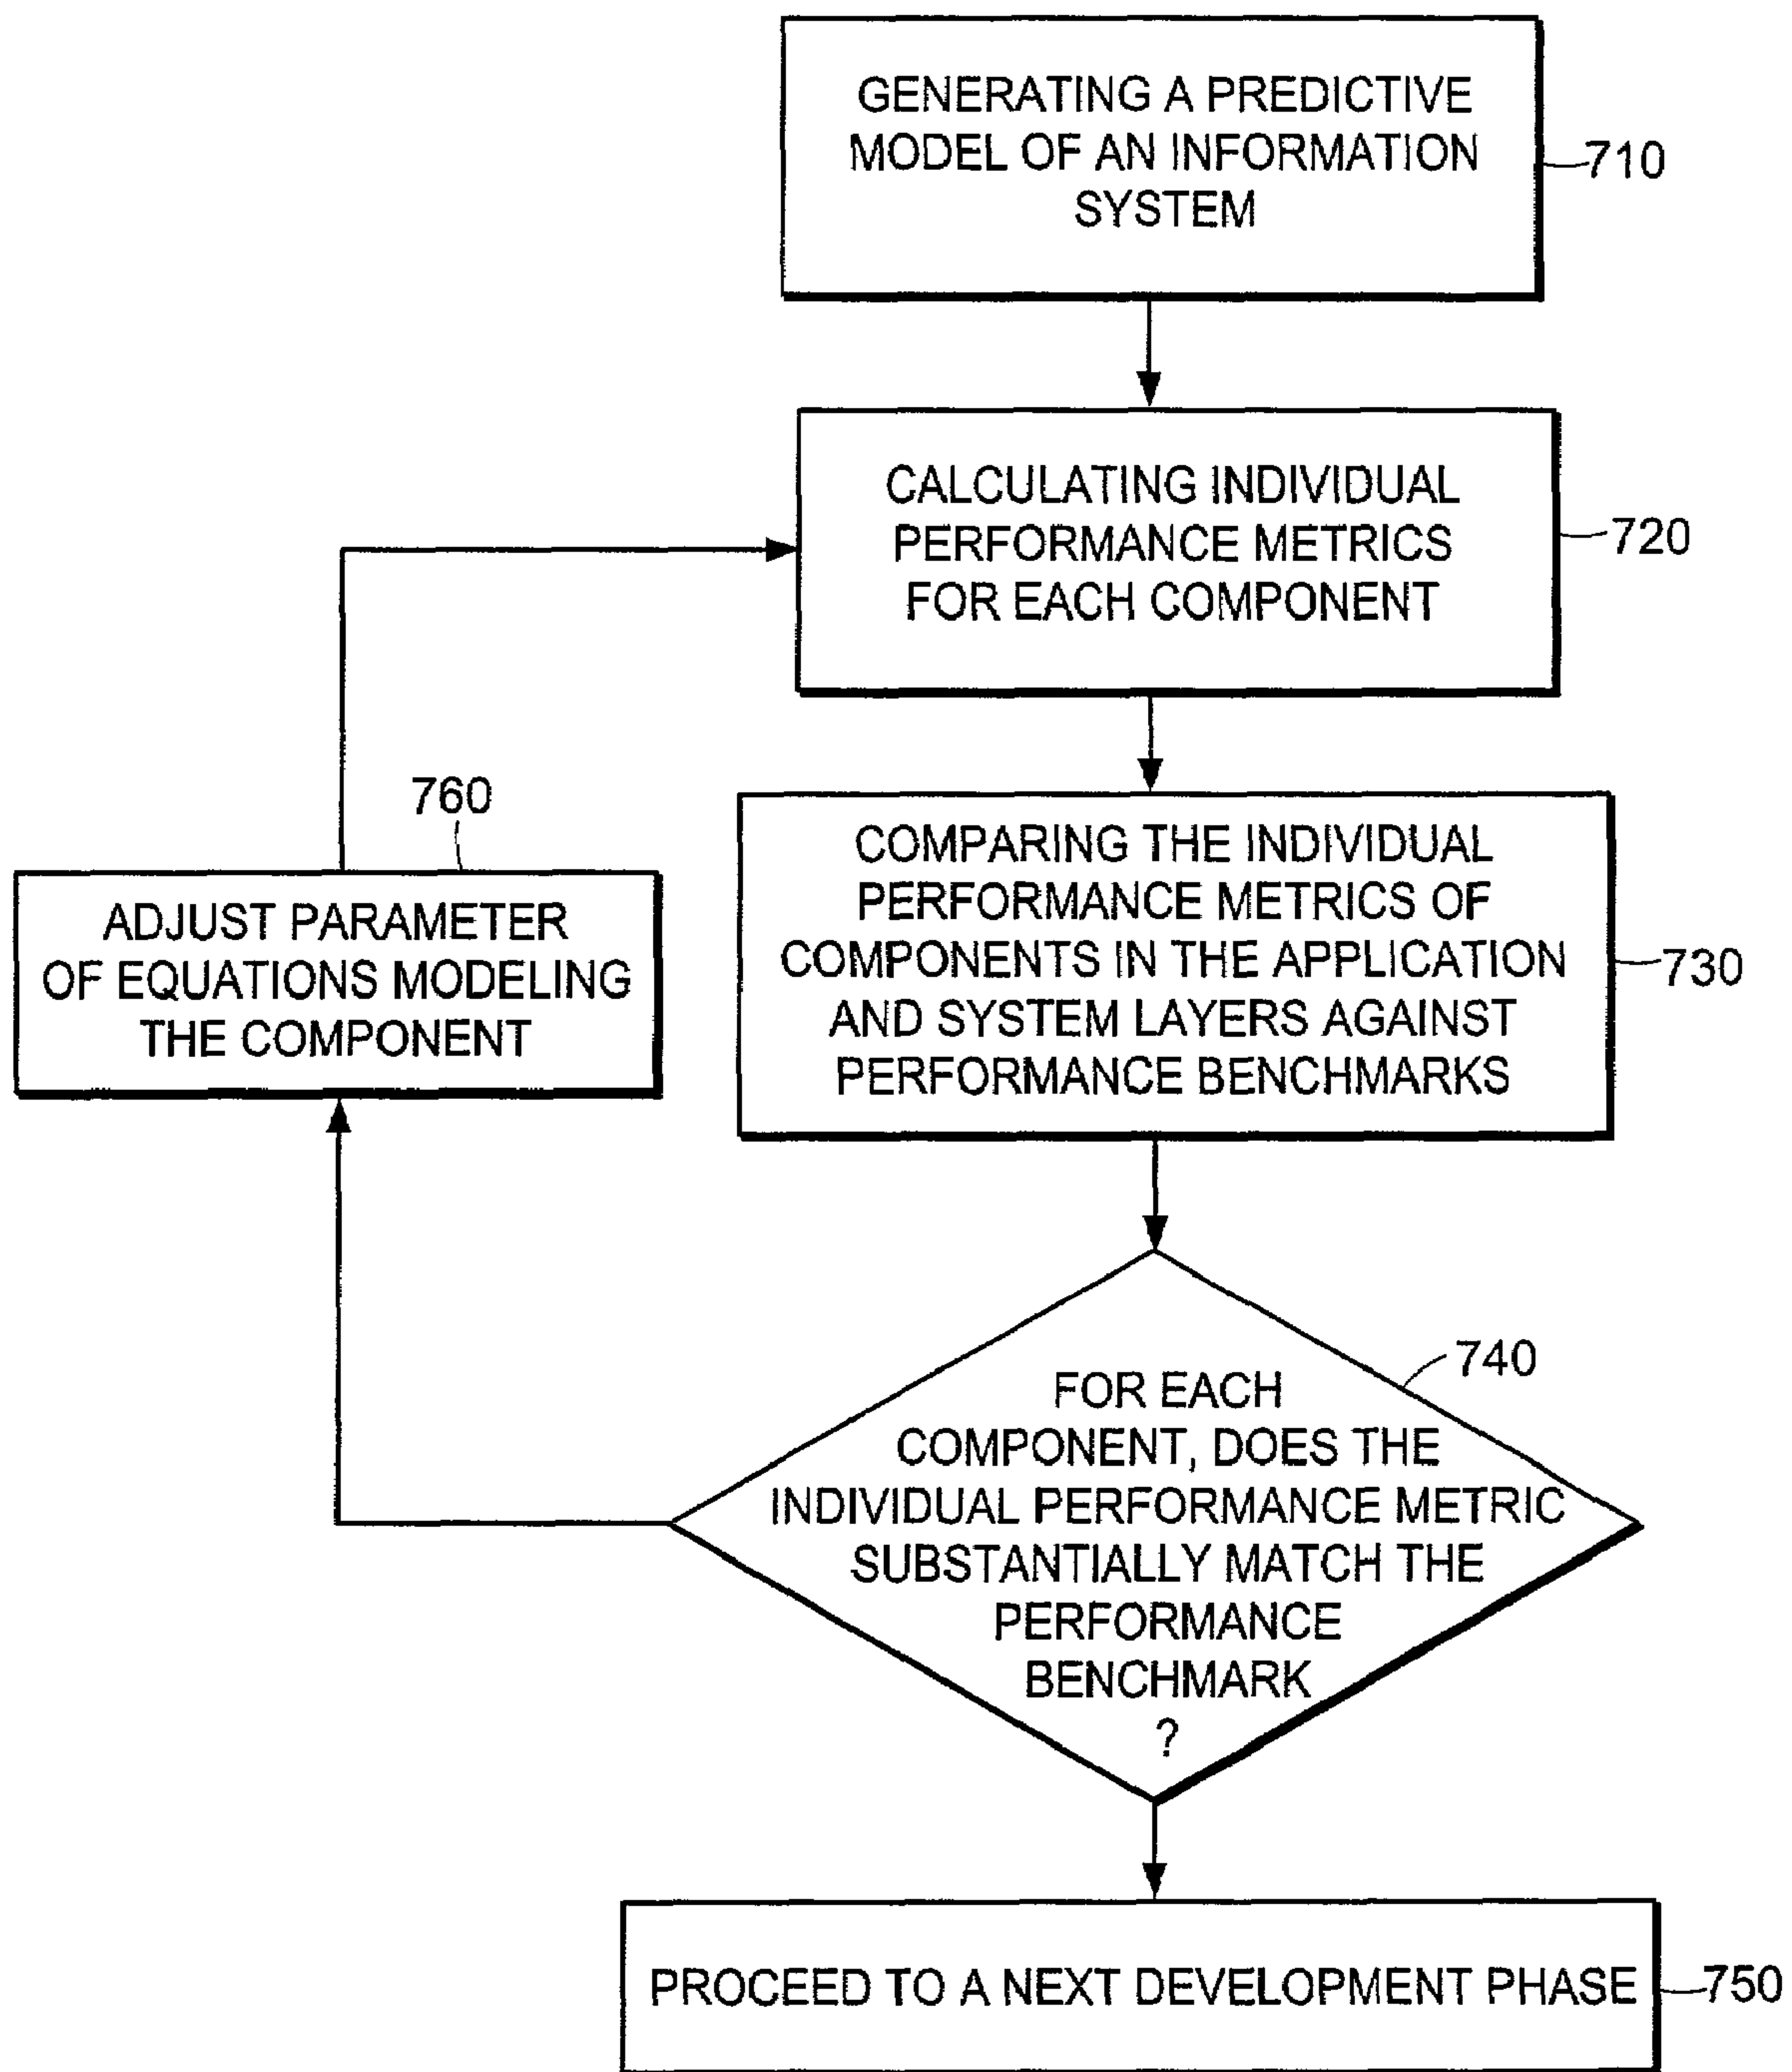 GENERATING A PREDICTIVE
MODEL OF AN INFORMATION
SYSTEM
710
CALCULATING INDIVIDUAL
PERFORMANCE METRICS
FOR EACH COMPONENT
720
760
ADJUST PARAMETER
OF EQUATIONS MODELING
THE COMPONENT
COMPARING THE INDIVIDUAL
PERFORMANCE METRICS OF
COMPONENTS IN THE APPLICATION
AND SYSTEM LAYERS AGAINST
PERFORMANCE BENCHMARKS
730
740
FOR EACH
COMPONENT, DOES THE
INDIVIDUAL PERFORMANCE METRIC
SUBSTANTIALLY MATCH THE
PERFORMANCE
BENCHMARK
?
PROCEED TO A NEXT DEVELOPMENT PHASE
750